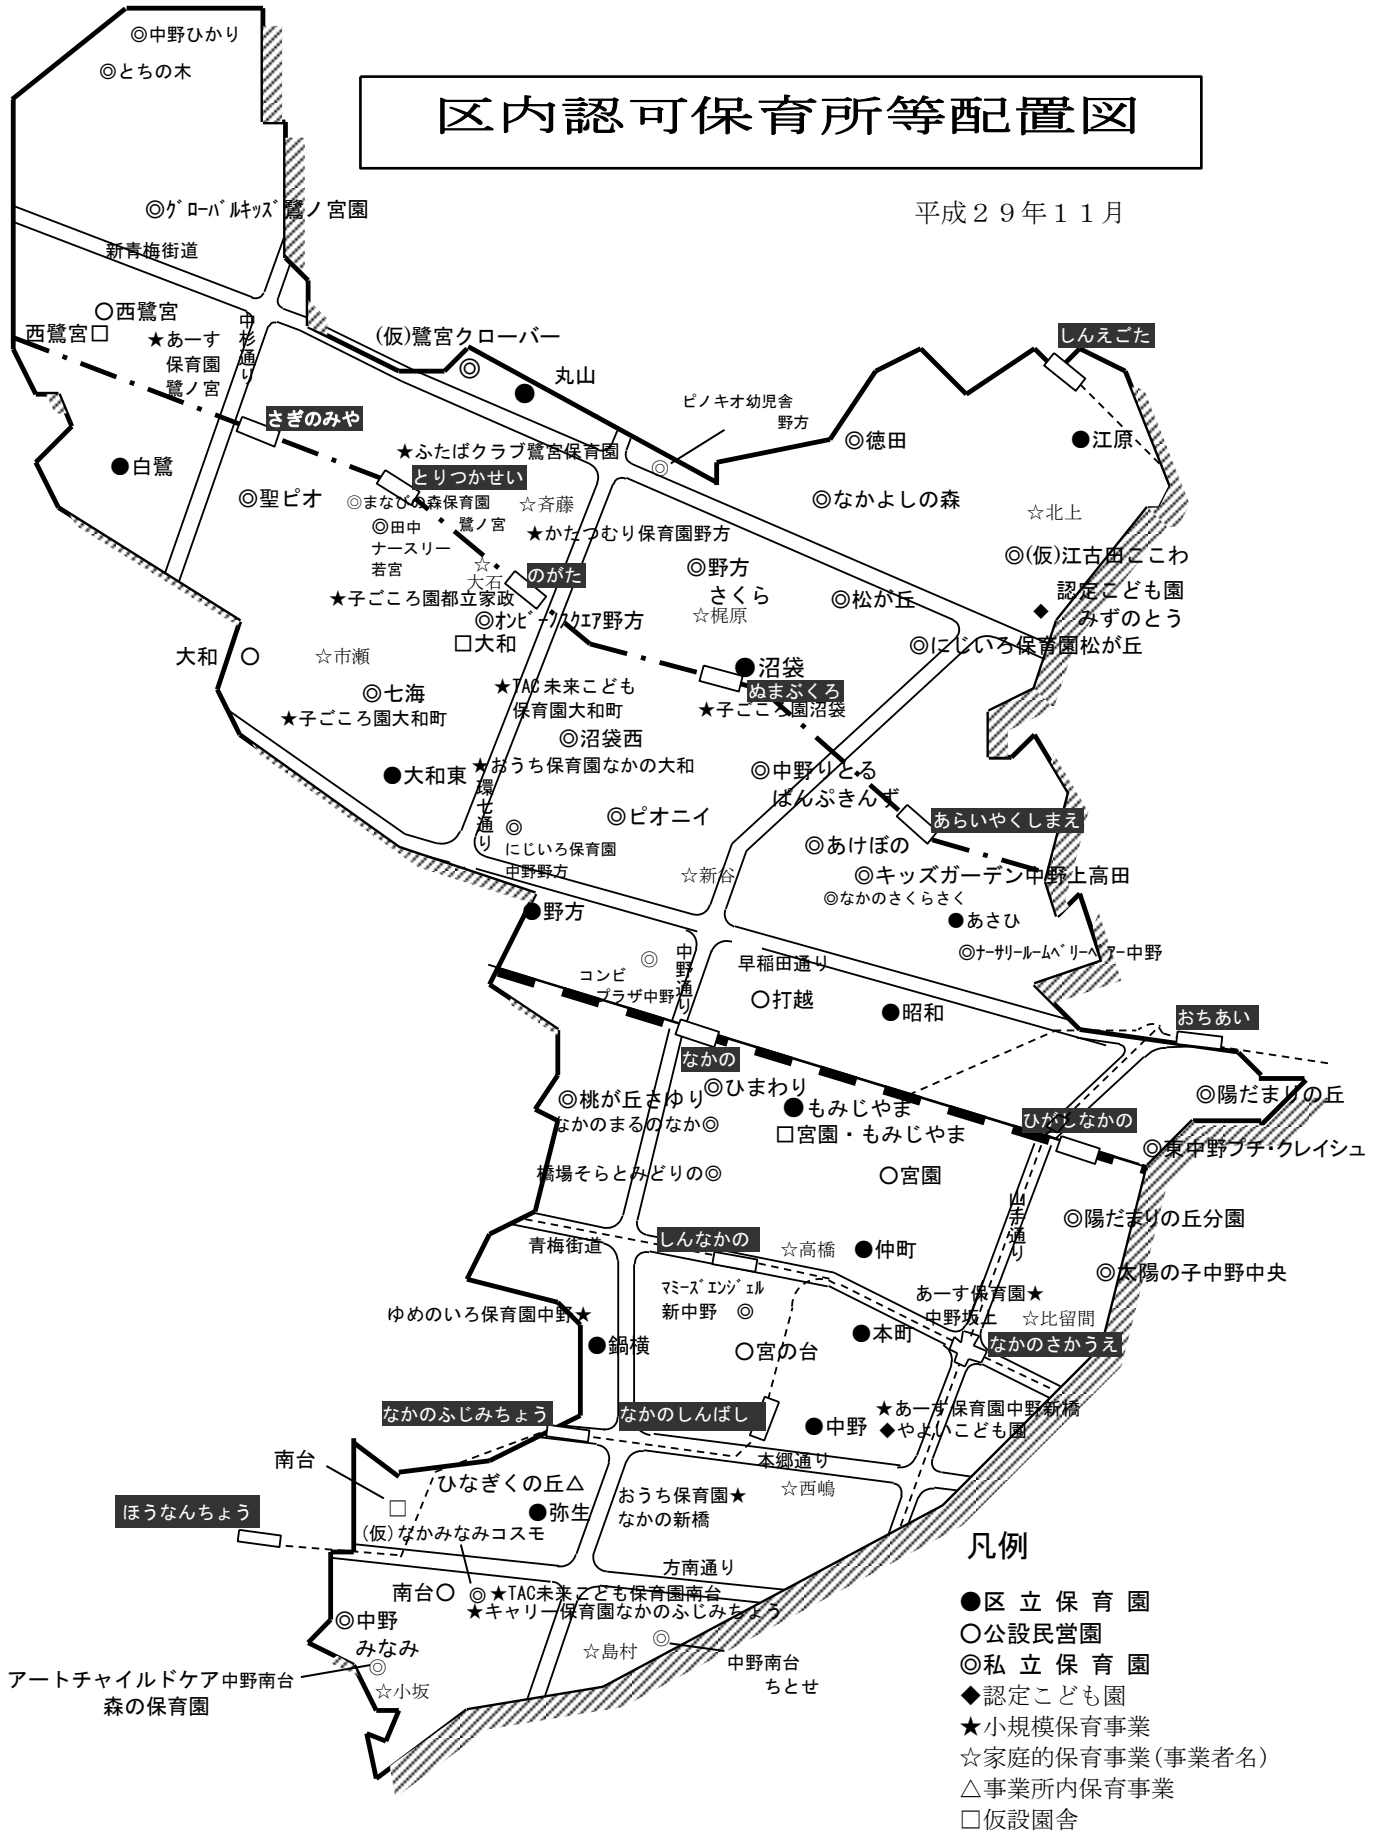 ◎中野ひかり
◎とちの木
区内認可保育所等配置図
平成２９年１１月
◎グローバルキッズ鷺ノ宮園
新青梅街道
○西鷺宮
西鷺宮□
★あーす
保育園
鷺ノ宮
中杉通り
(仮)鷺宮クローバー
◎
●
丸山
しんえごた
ピノキオ幼児舎
野方
◎
さぎのみや
●白鷺
★ふたばクラブ鷺宮保育園
とりつかせい
◎徳田
●江原
◎聖ピオ
◎まなびの森保育園
鷺ノ宮
☆斉藤
◎なかよしの森
☆北上
◎田中
ナースリー
若宮
★かたつむり保育園野方
☆
大石
のがた
◎野方
さくら
◎(仮)江古田ここわ
認定こども園
◆ みずのとう
★子ごころ園都立家政
◎オンビーノスクエア野方
☆梶原
◎松が丘
□大和
◎にじいろ保育園松が丘
大和 ○
☆市瀬
●沼袋
ぬまぶくろ
◎七海
★TAC未来こども
保育園大和町
★子ごころ園沼袋
★子ごころ園大和町
◎沼袋西
●大和東
★おうち保育園なかの大和
◎中野りとる
ぱんぷきんず
環七通り
◎ピオニイ
あらいやくしまえ
◎
にじいろ保育園
中野野方
◎あけぼの
☆新谷
◎キッズガーデン中野上高田
◎なかのさくらさく
●野方
●あさひ
◎ナーサリールームベリーベアー中野
◎
コンビ
プラザ中野
中野通り
早稲田通り
○打越
●昭和
おちあい
なかの
◎ひまわり
◎桃が丘さゆり
なかのまるのなか◎
●もみじやま
□宮園・もみじやま
ひがしなかの
◎陽だまりの丘
◎東中野プチ・クレイシュ
橋場そらとみどりの◎
○宮園
山手通り
◎陽だまりの丘分園
青梅街道
しんなかの
☆高橋
●仲町
◎太陽の子中野中央
マミーズエンジェル
新中野 ◎
あーす保育園★
中野坂上
☆比留間
ゆめのいろ保育園中野★
●鍋横
○宮の台
●本町
なかのさかうえ
なかのふじみちょう
なかのしんばし
●中野
★あーす保育園中野新橋
◆やよいこども園
本郷通り
南台
□
ひなぎくの丘△
☆西嶋
ほうなんちょう
●弥生
おうち保育園★
なかの新橋
(仮)なかみなみコスモ
方南通り
南台○
◎
★TAC未来こども保育園南台
★キャリー保育園なかのふじみちょう
◎中野
みなみ
◎
☆島村
◎
中野南台
ちとせ
アートチャイルドケア中野南台
森の保育園
☆小坂
凡例
●区立保育園
○公設民営園
◎私立保育園
◆認定こども園
★小規模保育事業
☆家庭的保育事業(事業者名)
△事業所内保育事業
□仮設園舎